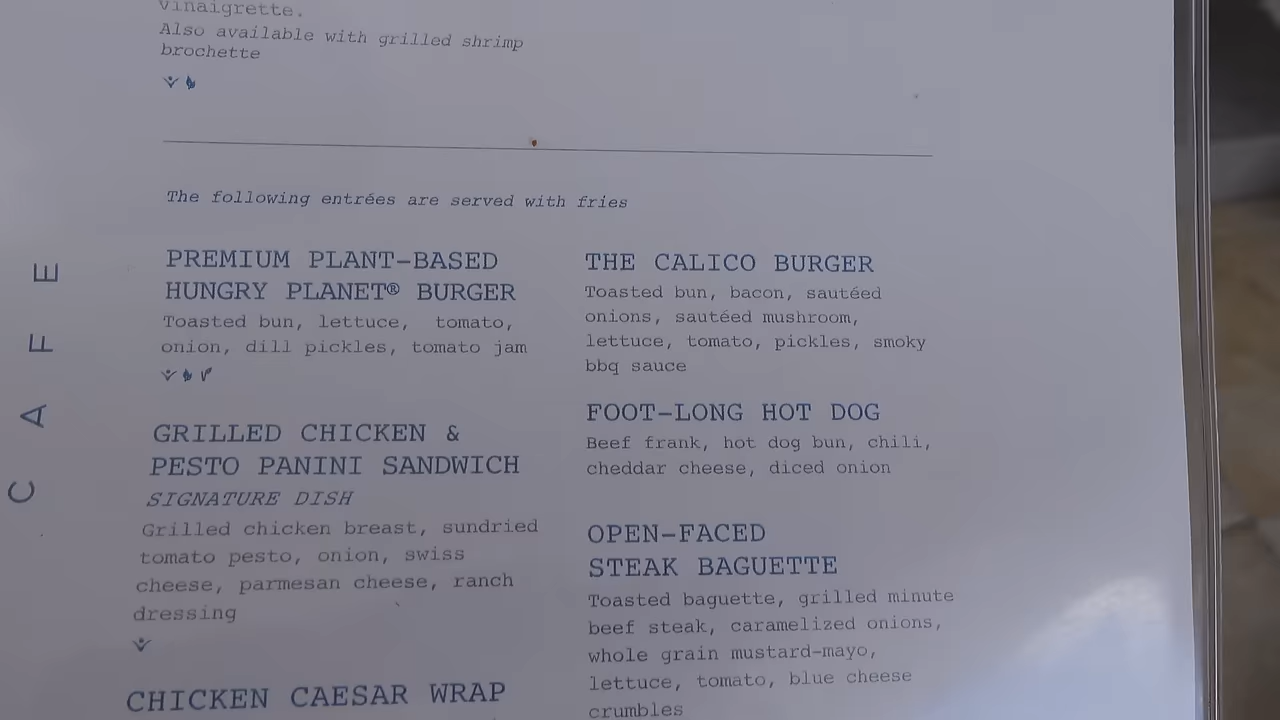 vinaigrette.
Also available with grilled shrimp
brochette
The following entrées are served with fries
PREMIUM PLANT-BASED
HUNGRY PLANET® BURGER
Toasted bun, lettuce, tomato,
onion, dill pickles, tomato jam
GRILLED CHICKEN &
PESTO PANINI SANDWICH
SIGNATURE DISH
Grilled chicken breast, sundried
tomato pesto, onion, swiss
cheese, parmesan cheese, ranch
dressing
CHICKEN CAESAR WRAP
THE CALICO BURGER
Toasted bun, bacon, sautéed
onions, sautéed mushroom,
lettuce, tomato, pickles, smoky
bbq sauce
FOOT-LONG HOT DOG
Beef frank, hot dog bun, chili,
cheddar cheese, diced onion
OPEN-FACED
STEAK BAGUETTE
Toasted baguette, grilled minute
beef steak, caramelized onions,
whole grain mustard-mayo,
lettuce, tomato, blue cheese
crumbles
CAFE